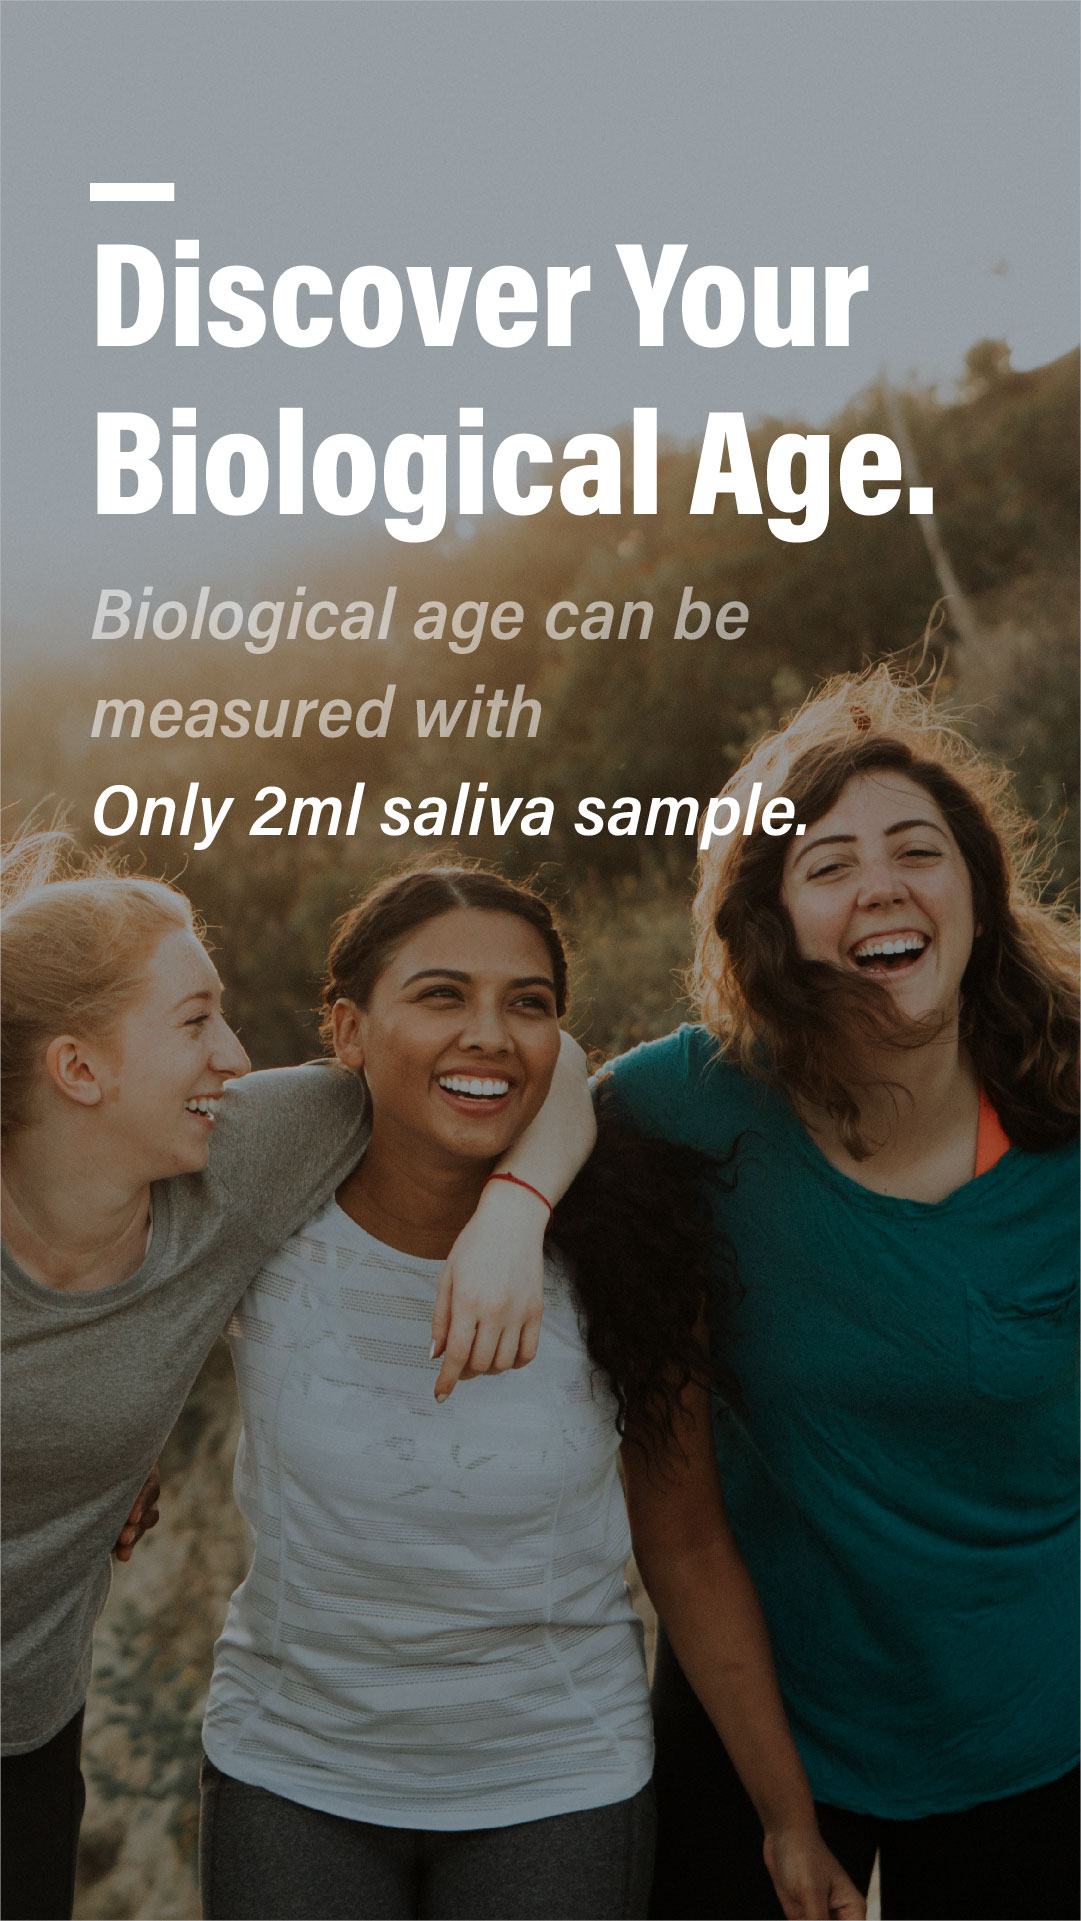 Discover Your
Biological Age.
Biological age can be
measured with
Only 2ml saliva sample.